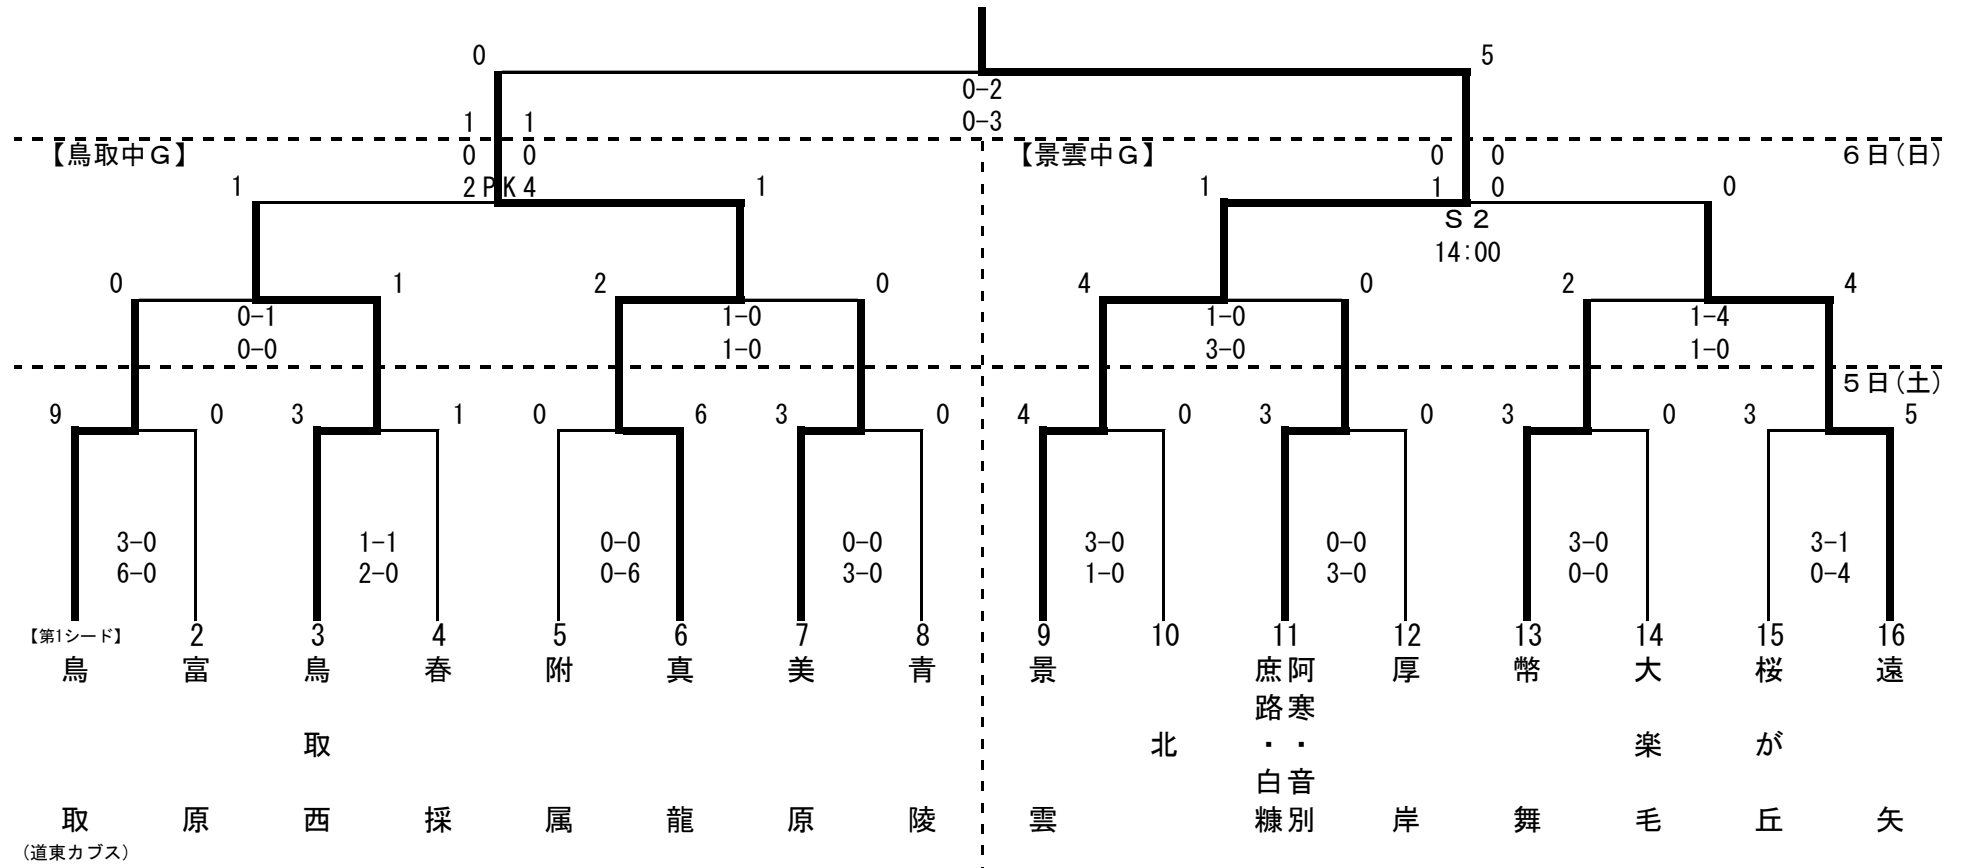 0 5
0-2
1 1 0-3
【鳥取中G】 0 0 【景雲中G】 0 0 6日(日)
1 2PK4 1 1 1 0 0
S2
14:00
0 1 2 0 4 0 2 4
0-1 1-0 1-0 1-4
0-0 1-0 3-0 1-0
5日(土)
9 0 3 1 0 6 3 0 4 0 3 0 3 0 3 5
3-0 1-1 0-0 0-0 3-0 0-0 3-0 3-1
6-0 2-0 0-6 3-0 1-0 3-0 0-0 0-4
【第1シード】 2 3 4 5 6 7 8 9 10 11 12 13 14 15 16
鳥取
(道東カブス)
富原
鳥取西
春採
附属
真龍
美原
青陵
景雲
北
阿寒・音別
庶路・白糠
厚岸
幣舞
大楽毛
桜が丘
遠矢